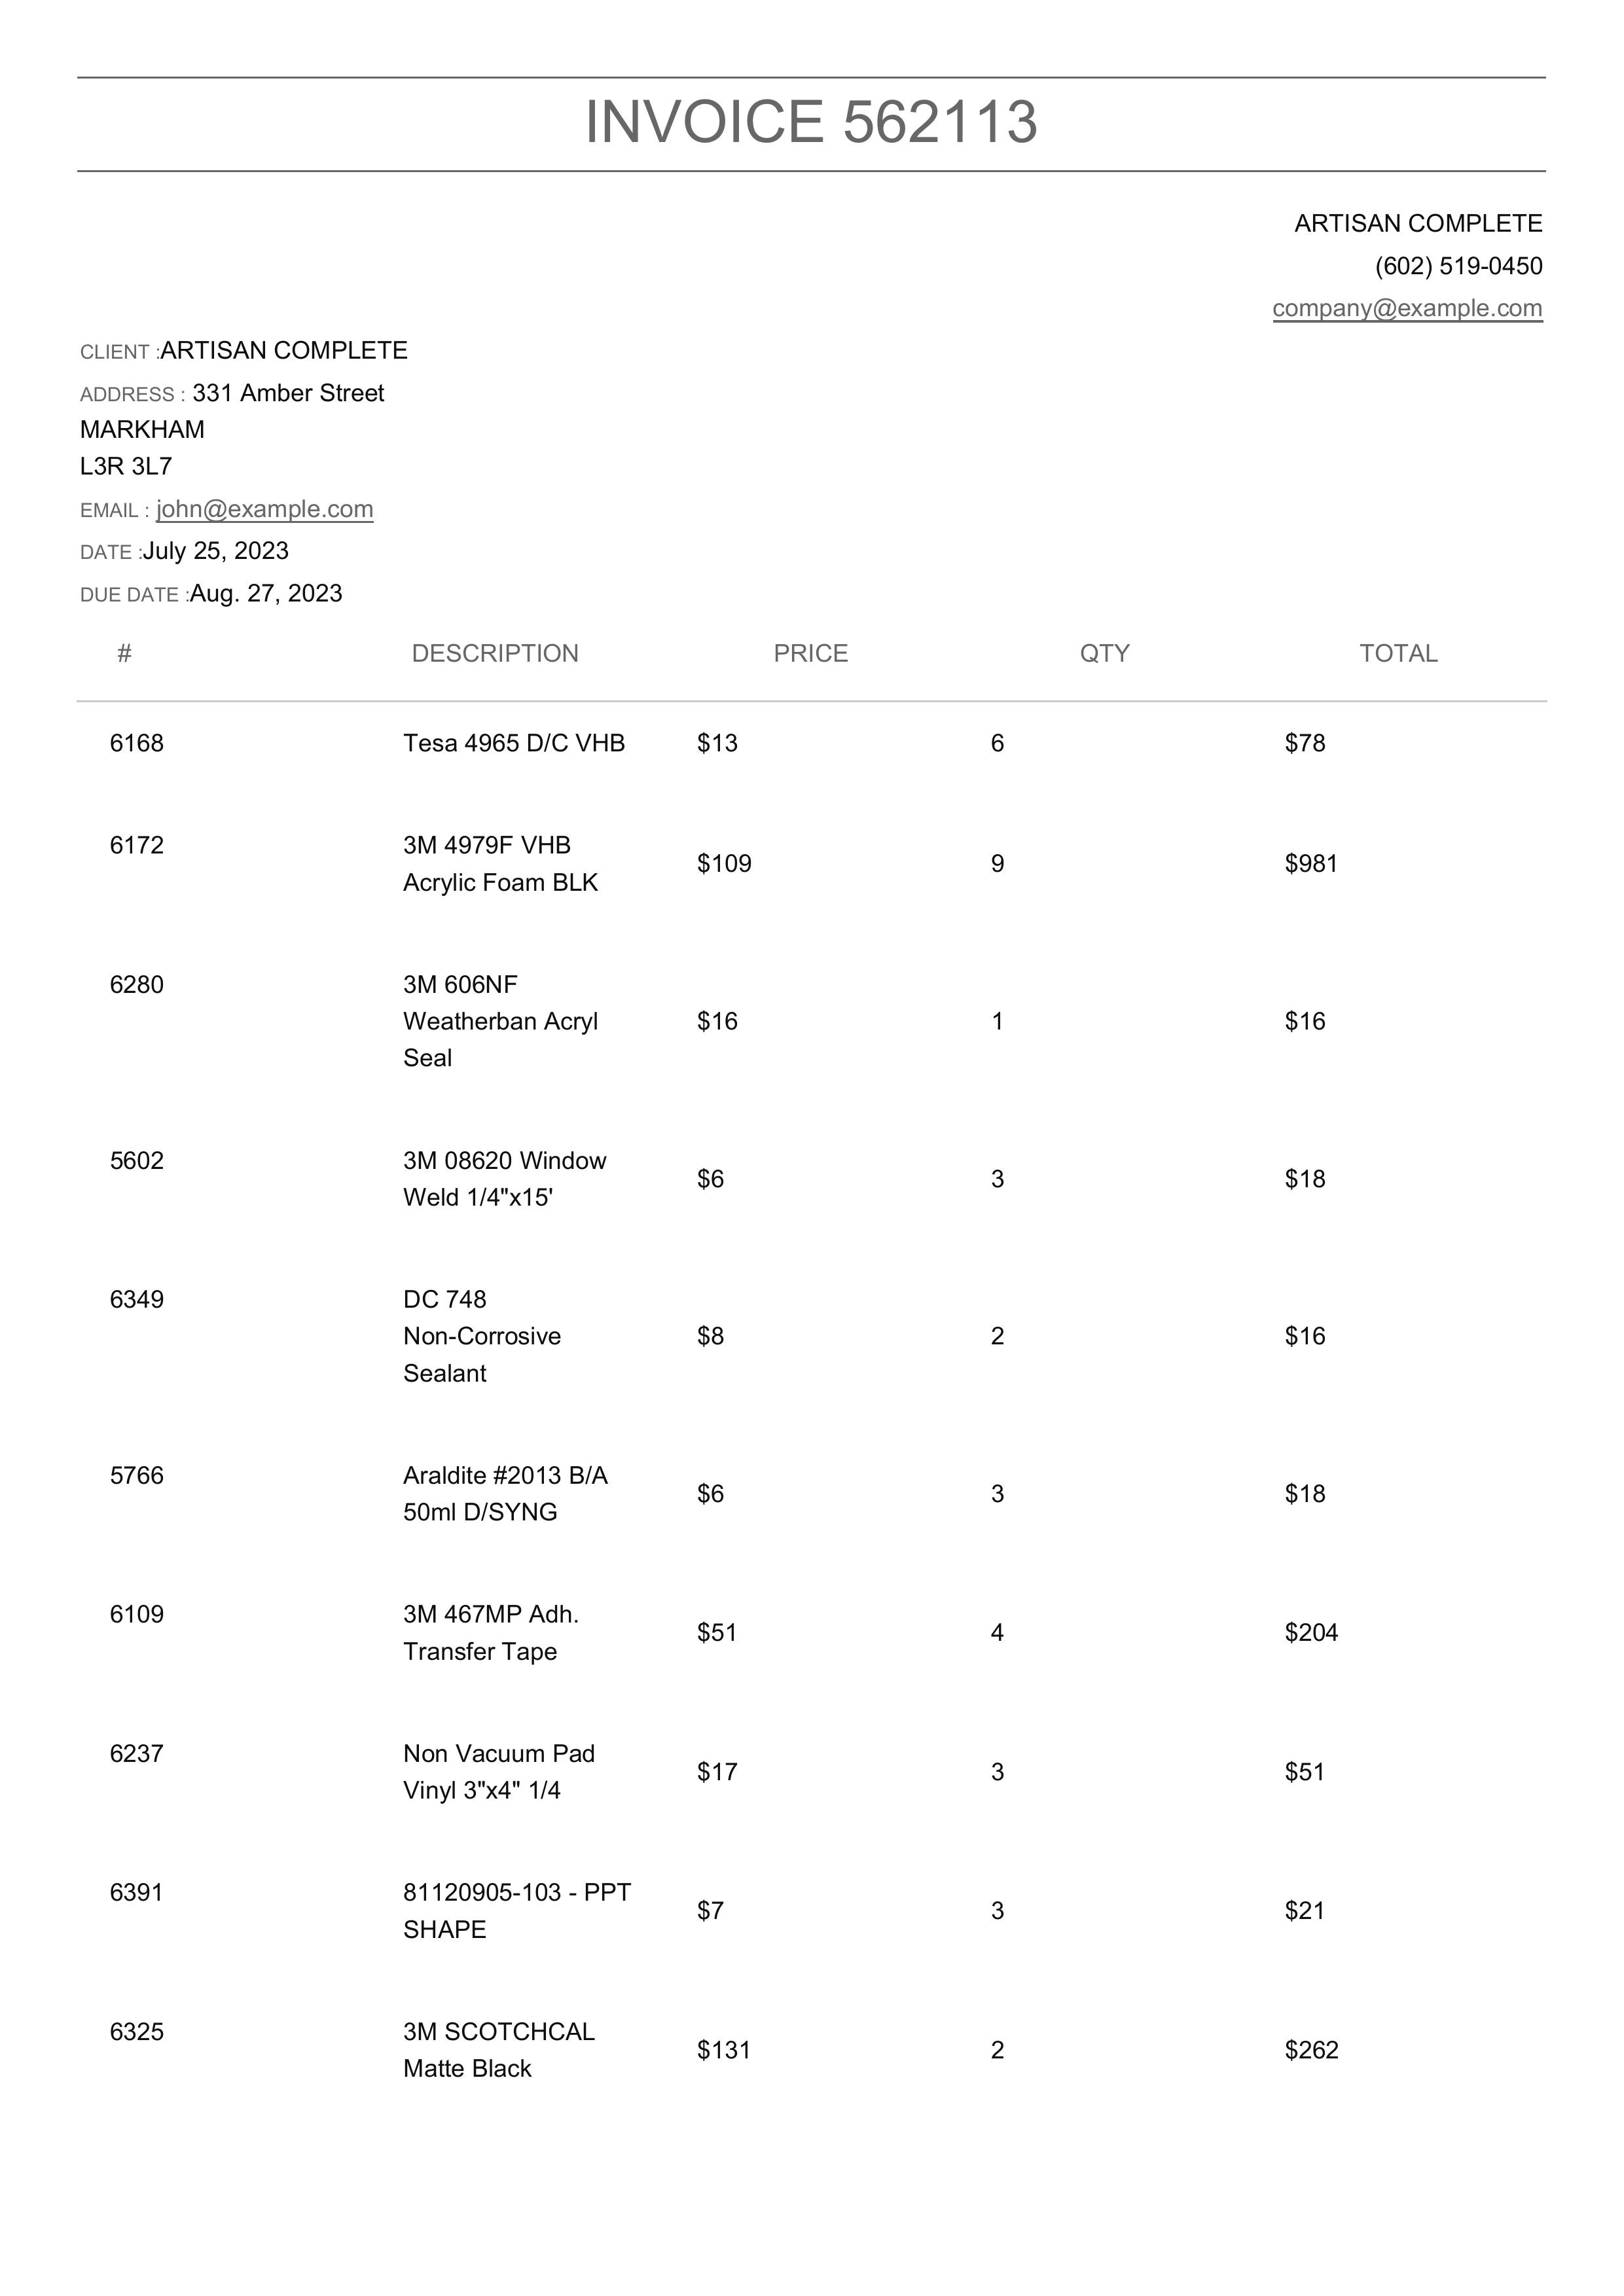 INVOICE 562113
ARTISAN COMPLETE
(602) 519-0450
company@example.com
CLIENT :ARTISAN COMPLETE
ADDRESS : 331 Amber Street
MARKHAM
L3R 3L7
EMAIL : john@example.com
DATE :July 25, 2023
DUE DATE :Aug. 27, 2023
# DESCRIPTION PRICE QTY TOTAL
6168 Tesa 4965 D/C VHB $13 6 $78
6172 3M 4979F VHB
Acrylic Foam BLK $109 9 $981
6280 3M 606NF
Weatherban Acryl $16 1 $16
Seal
5602 3M 08620 Window
Weld 1/4"x15' $6 3 $18
6349 DC 748
Non-Corrosive $8 2 $16
Sealant
5766 Araldite #2013 B/A
50ml D/SYNG $6 3 $18
6109 3M 467MP Adh.
Transfer Tape $51 4 $204
6237 Non Vacuum Pad
Vinyl 3"x4" 1/4 $17 3 $51
6391 81120905-103 - PPT
SHAPE $7 3 $21
6325 3M SCOTCHCAL
Matte Black $131 2 $262